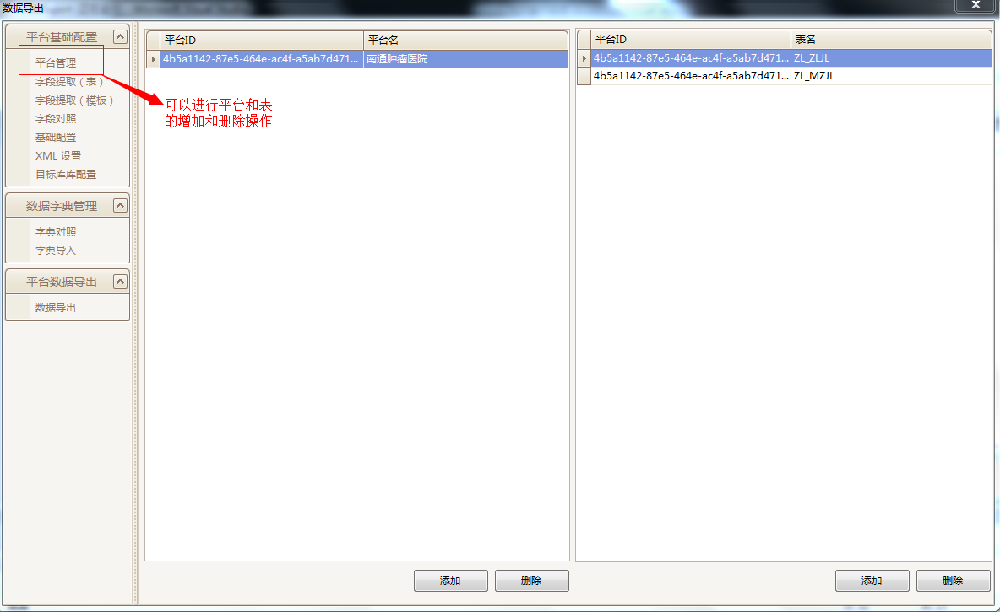 数据导出
平台基础配置
平台管理
字段提取（表）
字段提取（模板）
字段对照
基础配置
XML 设置
目标库库配置
数据字典管理
字典对照
字典导入
平台数据导出
数据导出
平台ID 平台名
4b5a1142-87e5-464e-ac4f-a5ab7d471... 南通肿瘤医院
可以进行平台和表
的增加和删除操作
添加 删除
平台ID 表名
4b5a1142-87e5-464e-ac4f-a5ab7d471... ZL_ZLJL
4b5a1142-87e5-464e-ac4f-a5ab7d471... ZL_MZJL
添加 删除